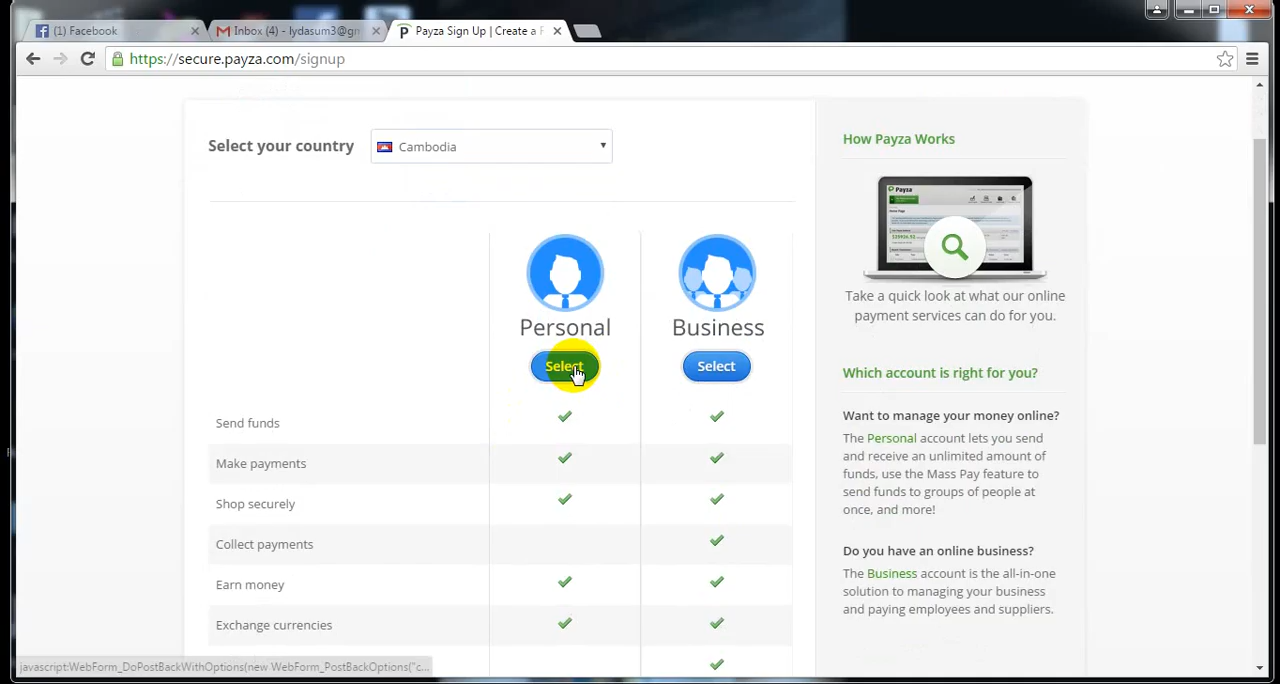 (1) Facebook
Inbox (4) - lydasum3@gm
Payza Sign Up | Create a F
https://secure.payza.com/signup
Select your country
Cambodia
Personal
Business
Select
Select
Send funds
Make payments
Shop securely
Collect payments
Earn money
Exchange currencies
How Payza Works
Payza
Take a quick look at what our online
payment services can do for you.
Which account is right for you?
Want to manage your money online?
The Personal account lets you send
and receive an unlimited amount of
funds, use the Mass Pay feature to
send funds to groups of people at
once, and more!
Do you have an online business?
The Business account is the all-in-one
solution to managing your business
and paying employees and suppliers.
javascript:WebForm_DoPostBackWithOptions(new WebForm_PostBackOptions("c...